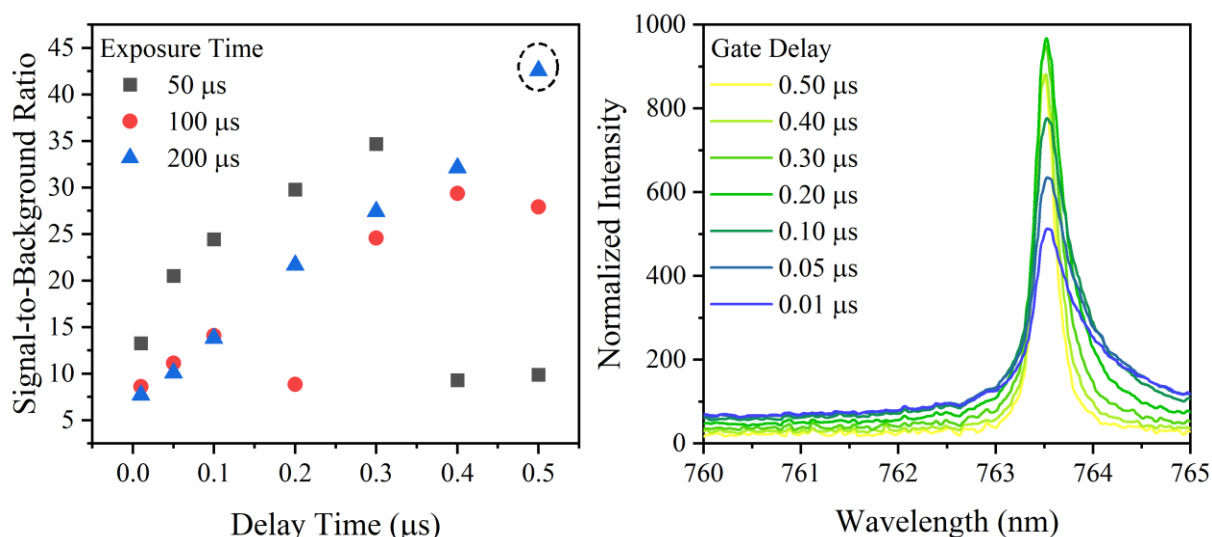 Signal-to-Background Ratio
45
40
35
30
25
20
15
10
5
Exposure Time
50 μs
100 μs
200 μs
0.0 0.1 0.2 0.3 0.4 0.5
Delay Time (μs)
Normalized Intensity
1000
800
600
400
200
0
Gate Delay
0.50 μs
0.40 μs
0.30 μs
0.20 μs
0.10 μs
0.05 μs
0.01 μs
760 761 762 763 764 765
Wavelength (nm)